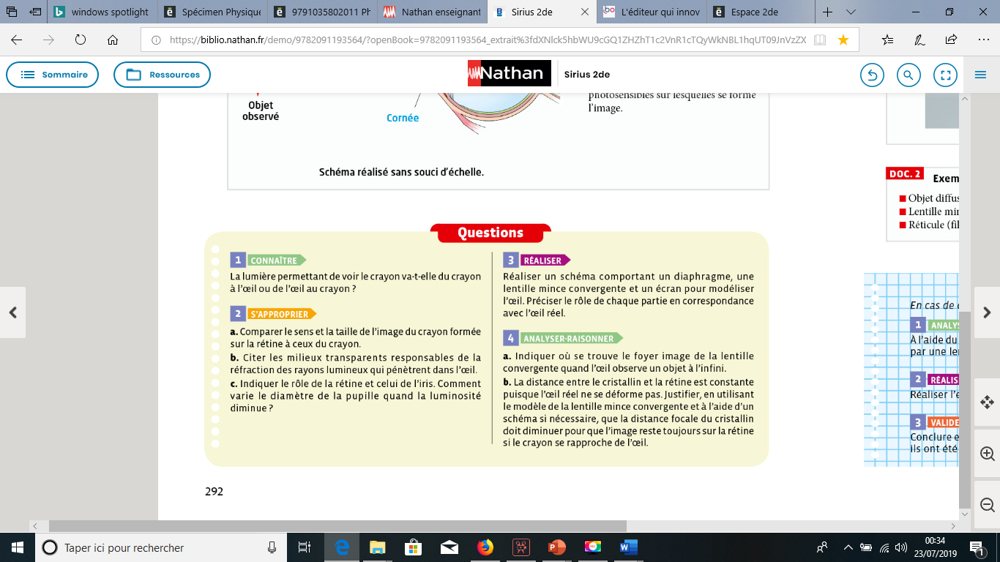 windows spotlight
Spécimen Physique
9791035802011 Ph
Nathan enseignant
Sirius 2de
L'éditeur qui innov
Espace 2de
https://biblio.nathan.fr/demo/9782091193564/?openBook=9782091193564_extrait%3fdXNlck5hbWU9cGQ1ZHZhT1c2VnR1cTQyWkNBL1hqUT09JnVzZX
Sommaire
Ressources
Nathan
Sirius 2de
Objet
observé
Cornée
photosensibles sur lesquelles se forme
l'image.
Schéma réalisé sans souci d'échelle.
Questions
1 CONNAÎTRE
La lumière permettant de voir le crayon va-t-elle du crayon
à l'œil ou de l'œil au crayon ?
2 S'APPROPRIER
a. Comparer le sens et la taille de l'image du crayon formée
sur la rétine à ceux du crayon.
b. Citer les milieux transparents responsables de la
réfraction des rayons lumineux qui pénètrent dans l'œil.
c. Indiquer le rôle de la rétine et celui de l'iris. Comment
varie le diamètre de la pupille quand la luminosité
diminue ?
3 RÉALISER
Réaliser un schéma comportant un diaphragme, une
lentille mince convergente et un écran pour modéliser
l'œil. Préciser le rôle de chaque partie en correspondance
avec l'œil réel.
4 ANALYSER-RAISONNER
a. Indiquer où se trouve le foyer image de la lentille
convergente quand l'œil observe un objet à l'infini.
b. La distance entre le cristallin et la rétine est constante
puisque l'œil réel ne se déforme pas. Justifier, en utilisant
le modèle de la lentille mince convergente et à l'aide d'un
schéma si nécessaire, que la distance focale du cristallin
doit diminuer pour que l'image reste toujours sur la rétine
si le crayon se rapproche de l'œil.
292
DOC. 2 Exem
Objet diffus
Lentille min
Réticule (fil
En cas de
1 ANALYS
À l'aide du
par une len
2 RÉALIS
Réaliser l'e
3 VALIDE
Conclure e
ils ont été
Taper ici pour rechercher
00:34
23/07/2019
1